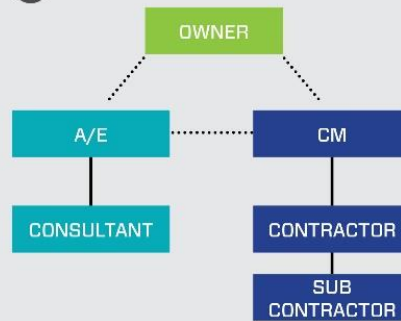 OWNER
A/E
CM
CONSULTANT
CONTRACTOR
SUB
CONTRACTOR